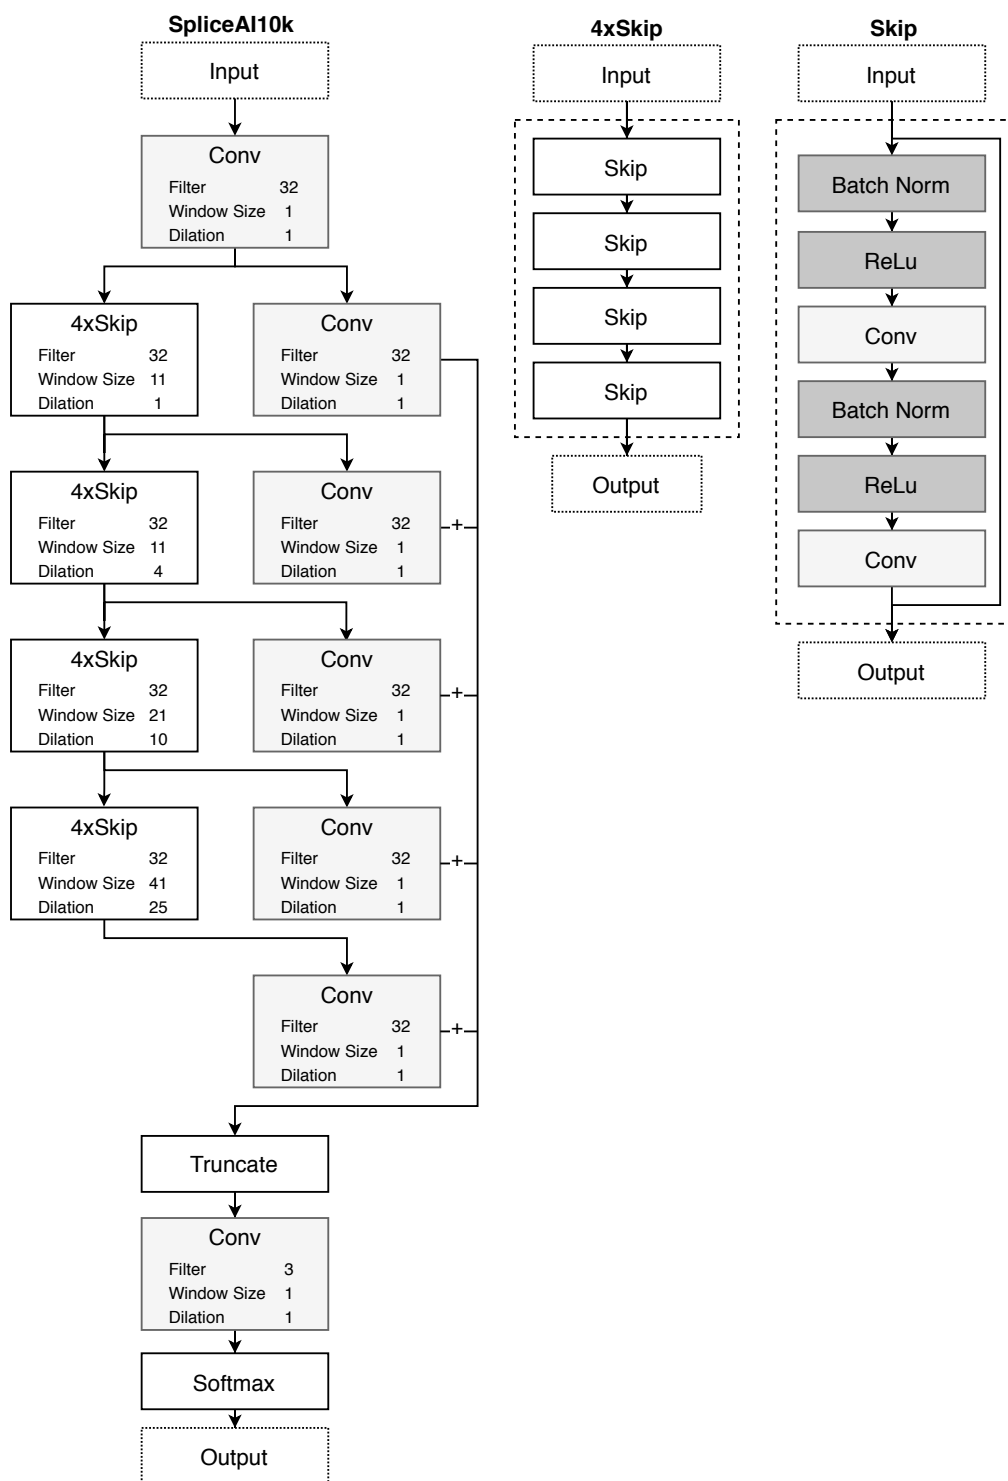 SpliceAI10k
Input
Conv
Filter 32
Window Size 1
Dilation 1
4xSkip
Filter 32
Window Size 11
Dilation 1
Conv
Filter 32
Window Size 1
Dilation 1
4xSkip
Filter 32
Window Size 11
Dilation 4
Conv
Filter 32
Window Size 1
Dilation 1
+
4xSkip
Filter 32
Window Size 21
Dilation 10
Conv
Filter 32
Window Size 1
Dilation 1
+
4xSkip
Filter 32
Window Size 41
Dilation 25
Conv
Filter 32
Window Size 1
Dilation 1
+
Conv
Filter 32
Window Size 1
Dilation 1
+
Truncate
Conv
Filter 3
Window Size 1
Dilation 1
Softmax
Output
4xSkip
Input
Skip
Skip
Skip
Skip
Output
Skip
Input
Batch Norm
ReLu
Conv
Batch Norm
ReLu
Conv
Output